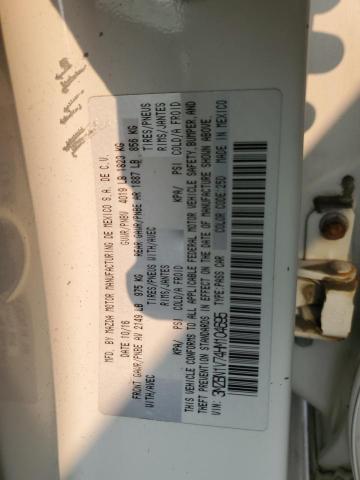 MFG. BY MAZDA MOTOR MANUFACTURING DE MEXICO S.A. DE C.V.
DATE: 10/16 GVWR/PNBV 4019 LB 1823 KG
FRONT GAWR/PNBE AV 2149 LB 975 KG REAR GAWR/PNBE AR 1887 LB 856 KG
WITH/AVEC TIRES/PNEUS WITH/AVEC TIRES/PNEUS
RIMS/JANTES RIMS/JANTES
KPA/ PSI COLD/A FROID KPA/ PSI COLD/A FROID
THIS VEHICLE CONFORMS TO ALL APPLICABLE FEDERAL MOTOR VEHICLE SAFETY, BUMPER, AND
THEFT PREVENTION STANDARDS IN EFFECT ON THE DATE OF MANUFACTURE SHOWN ABOVE.
TYPE: PASS CAR COLOR CODE: 25D MADE IN MEXICO